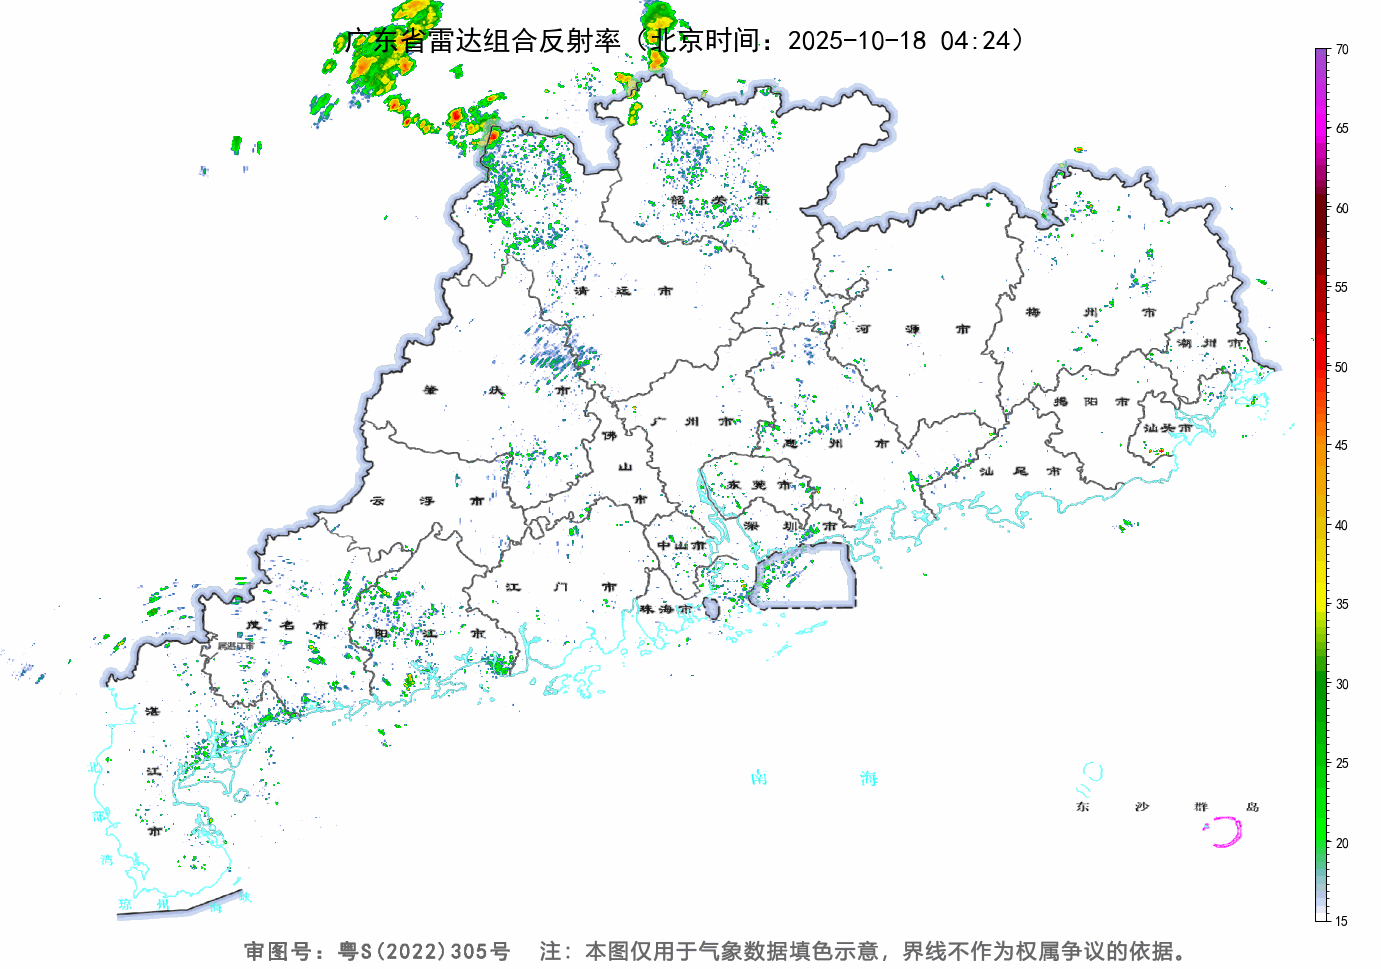 广东省雷达组合反射率（北京时间：2025-10-18 04:24）
70
65
60
55
50
45
40
35
30
25
20
15
韶关市
清远市
河源市
梅州市
潮州市
肇庆市
广州市
佛山市
惠州市
揭阳市
汕头市
汕尾市
东莞市
云浮市
深圳市
中山市
江门市
珠海市
茂名市
阳江市
属湛江市
湛江市
北部湾
南海
东沙群岛
琼州海峡
审图号：粤S(2022)305号 注：本图仅用于气象数据填色示意，界线不作为权属争议的依据。